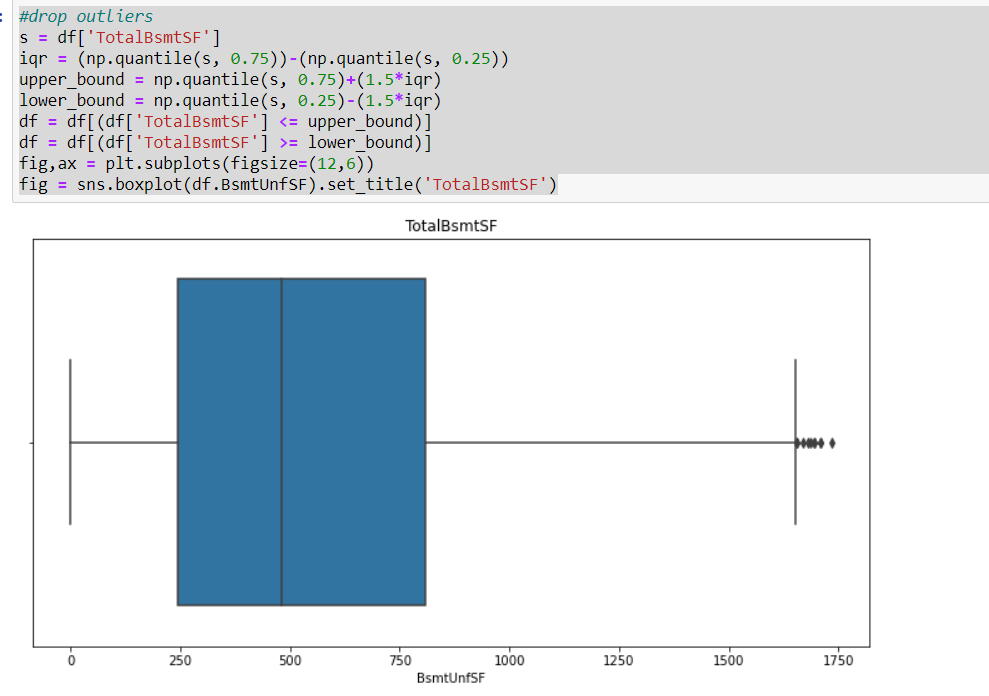 :
#drop outliers
s = df['TotalBsmtSF']
iqr = (np.quantile(s, 0.75))-(np.quantile(s, 0.25))
upper_bound = np.quantile(s, 0.75)+(1.5*iqr)
lower_bound = np.quantile(s, 0.25)-(1.5*iqr)
df = df[(df['TotalBsmtSF'] <= upper_bound)]
df = df[(df['TotalBsmtSF'] >= lower_bound)]
fig,ax = plt.subplots(figsize=(12,6))
fig = sns.boxplot(df.BsmtUnfSF).set_title('TotalBsmtSF')
TotalBsmtSF
0 250 500 750 1000 1250 1500 1750
BsmtUnfSF